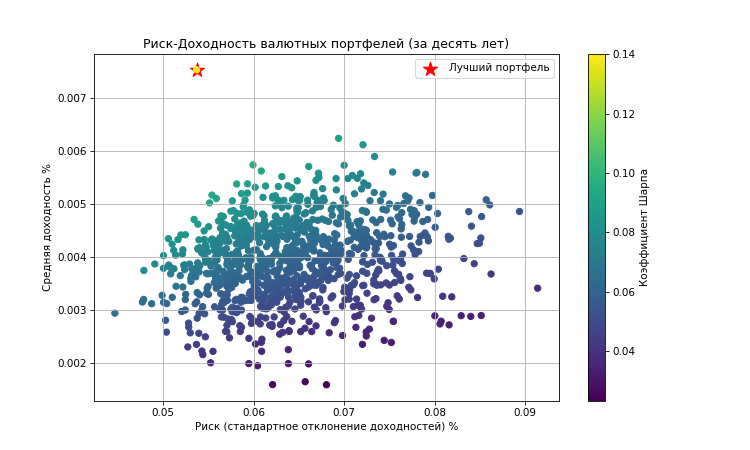 Риск-Доходность валютных портфелей (за десять лет)
Лучший портфель
Средняя доходность %
0.007
0.006
0.005
0.004
0.003
0.002
0.05 0.06 0.07 0.08 0.09
Риск (стандартное отклонение доходностей) %
0.14
0.12
0.10
0.08
0.06
0.04
Коэффициент Шарпа